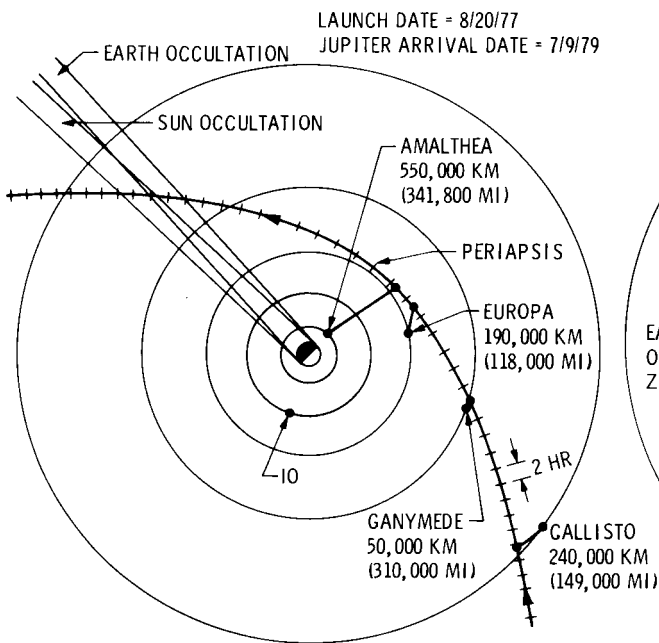 LAUNCH DATE = 8/20/77
JUPITER ARRIVAL DATE = 7/9/79
EARTH OCCULTATION
SUN OCCULTATION
AMALTHEA
550,000 KM
(341,800 MI)
PERIAPSIS
EUROPA
190,000 KM
(118,000 MI)
EA
O
Z
IO
2 HR
GANYMEDE
50,000 KM
(310,000 MI)
CALLISTO
240,000 KM
(149,000 MI)